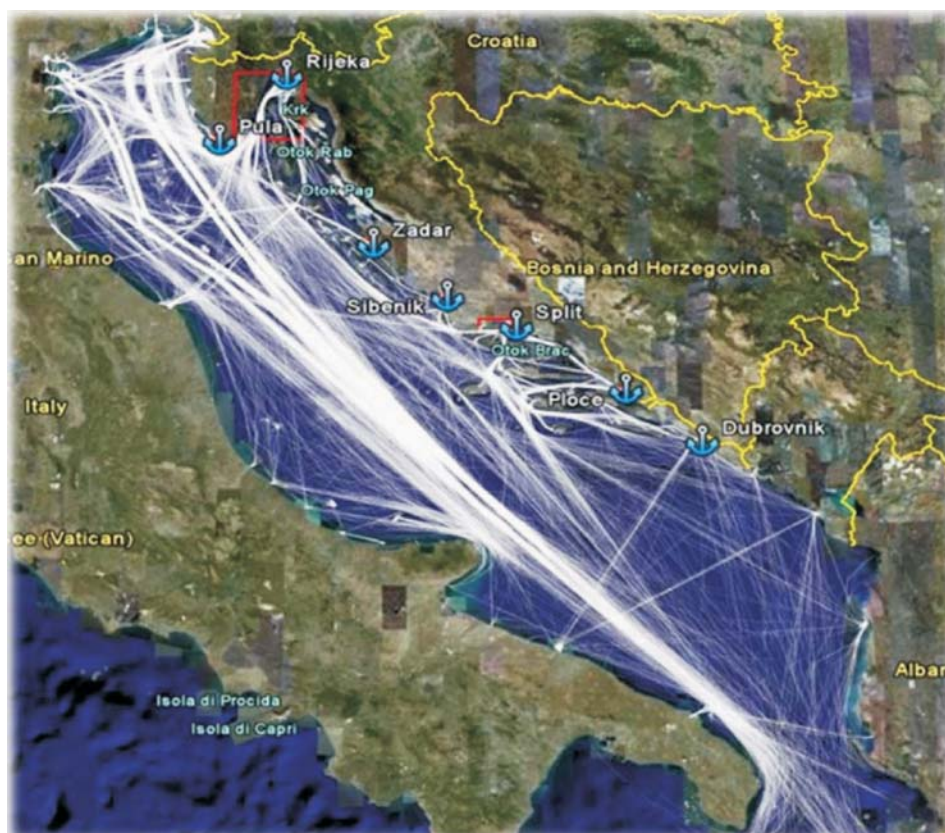 Croatia
Rijeka
Krk
Pula
Otok Rab
Otok Pag
Zadar
an Marino
Bosnia and Herzegovina
Sibenik
Split
Otok Brac
Ploce
Italy
Dubrovnik
ee (Vatican)
Alban
Isola di Procida
Isola di Capri